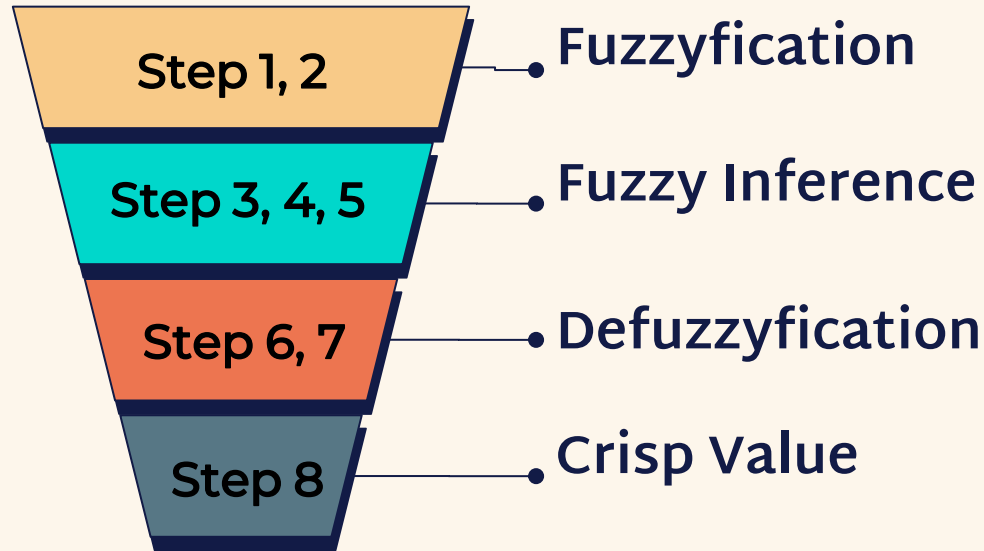 Step 1, 2
Fuzzyfication
Step 3, 4, 5
Fuzzy Inference
Step 6, 7
Defuzzyfication
Step 8
Crisp Value